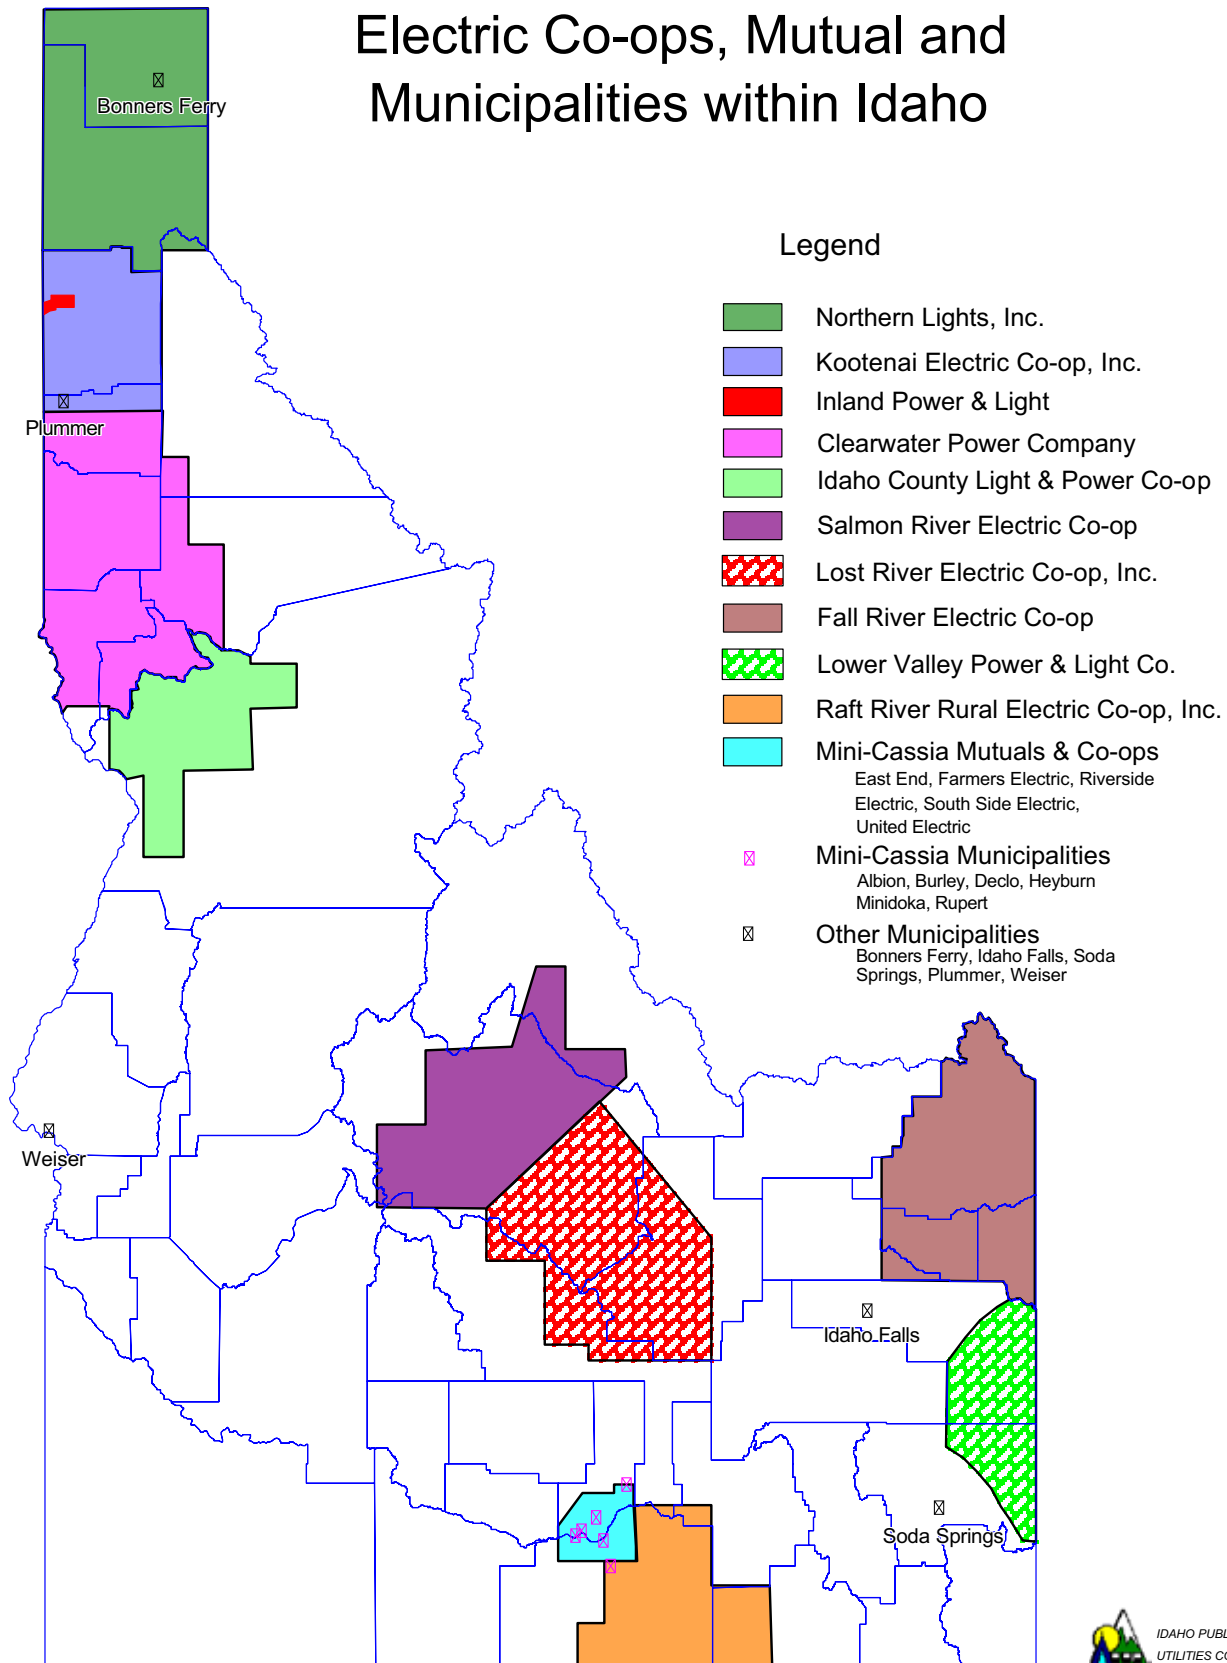 Electric Co-ops, Mutual and
Municipalities within Idaho
Bonners Ferry
Legend
Northern Lights, Inc.
Kootenai Electric Co-op, Inc.
Inland Power & Light
Plummer
Clearwater Power Company
Idaho County Light & Power Co-op
Salmon River Electric Co-op
Lost River Electric Co-op, Inc.
Fall River Electric Co-op
Lower Valley Power & Light Co.
Raft River Rural Electric Co-op, Inc.
Mini-Cassia Mutuals & Co-ops
East End, Farmers Electric, Riverside
Electric, South Side Electric,
United Electric
Mini-Cassia Municipalities
Albion, Burley, Declo, Heyburn
Minidoka, Rupert
Other Municipalities
Bonners Ferry, Idaho Falls, Soda
Springs, Plummer, Weiser
Weiser
Idaho Falls
Soda Springs
IDAHO PUBL
UTILITIES CO